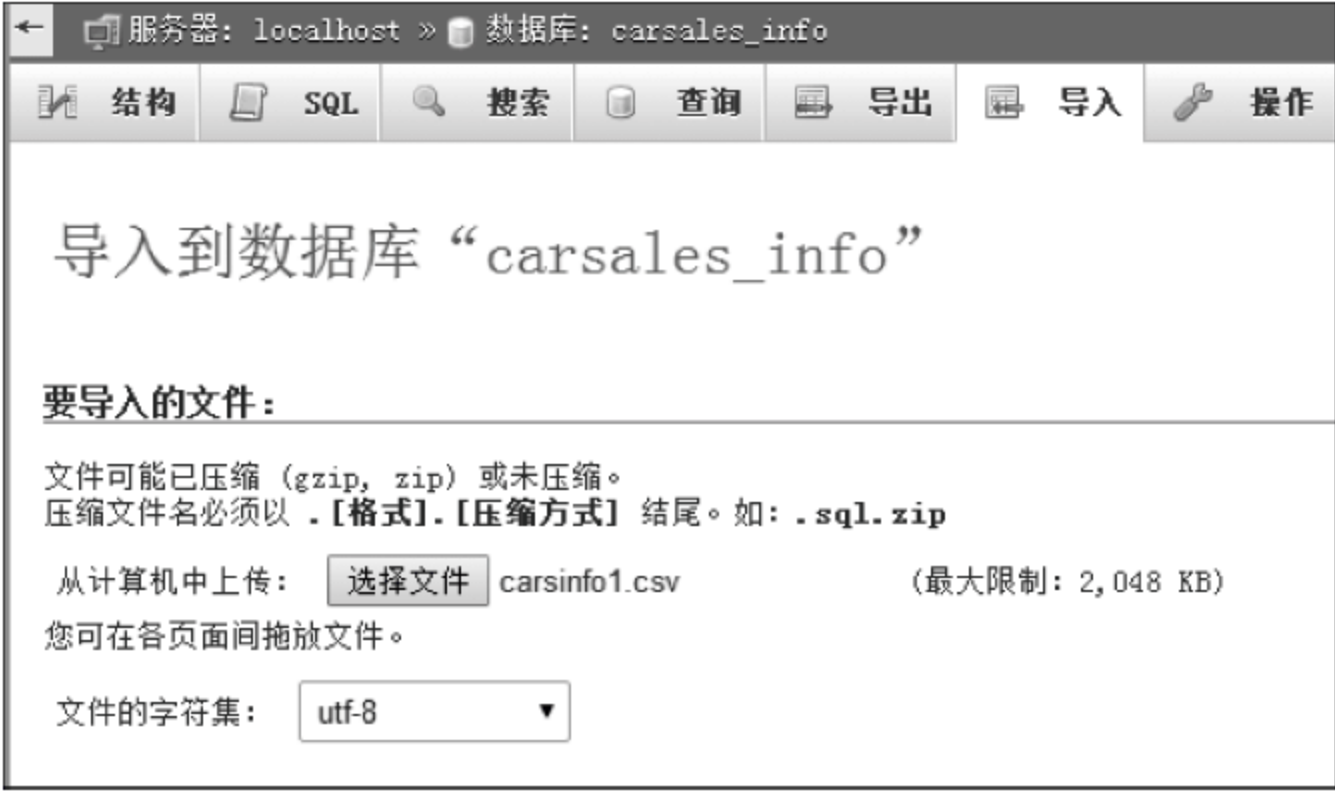 服务器: localhost » 数据库: carsales_info
结构 SQL 搜索 查询 导出 导入 操作
导入到数据库“carsales_info”
要导入的文件:
文件可能已压缩 (gzip, zip) 或未压缩。
压缩文件名必须以 .[格式].[压缩方式] 结尾。如: .sql.zip
从计算机中上传: 选择文件 carsinfo1.csv (最大限制: 2,048 KB)
您可在各页面间拖放文件。
文件的字符集: utf-8